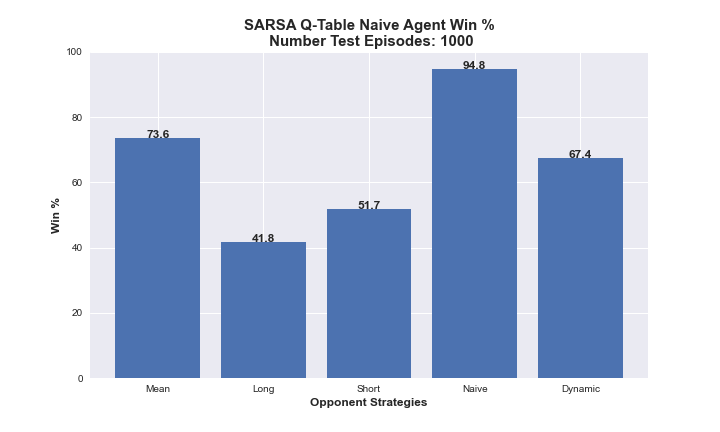 SARSA Q-Table Naive Agent Win %
Number Test Episodes: 1000
100
80
60
40
20
0
Win %
73.6
41.8
51.7
94.8
67.4
Mean Long Short Naive Dynamic
Opponent Strategies